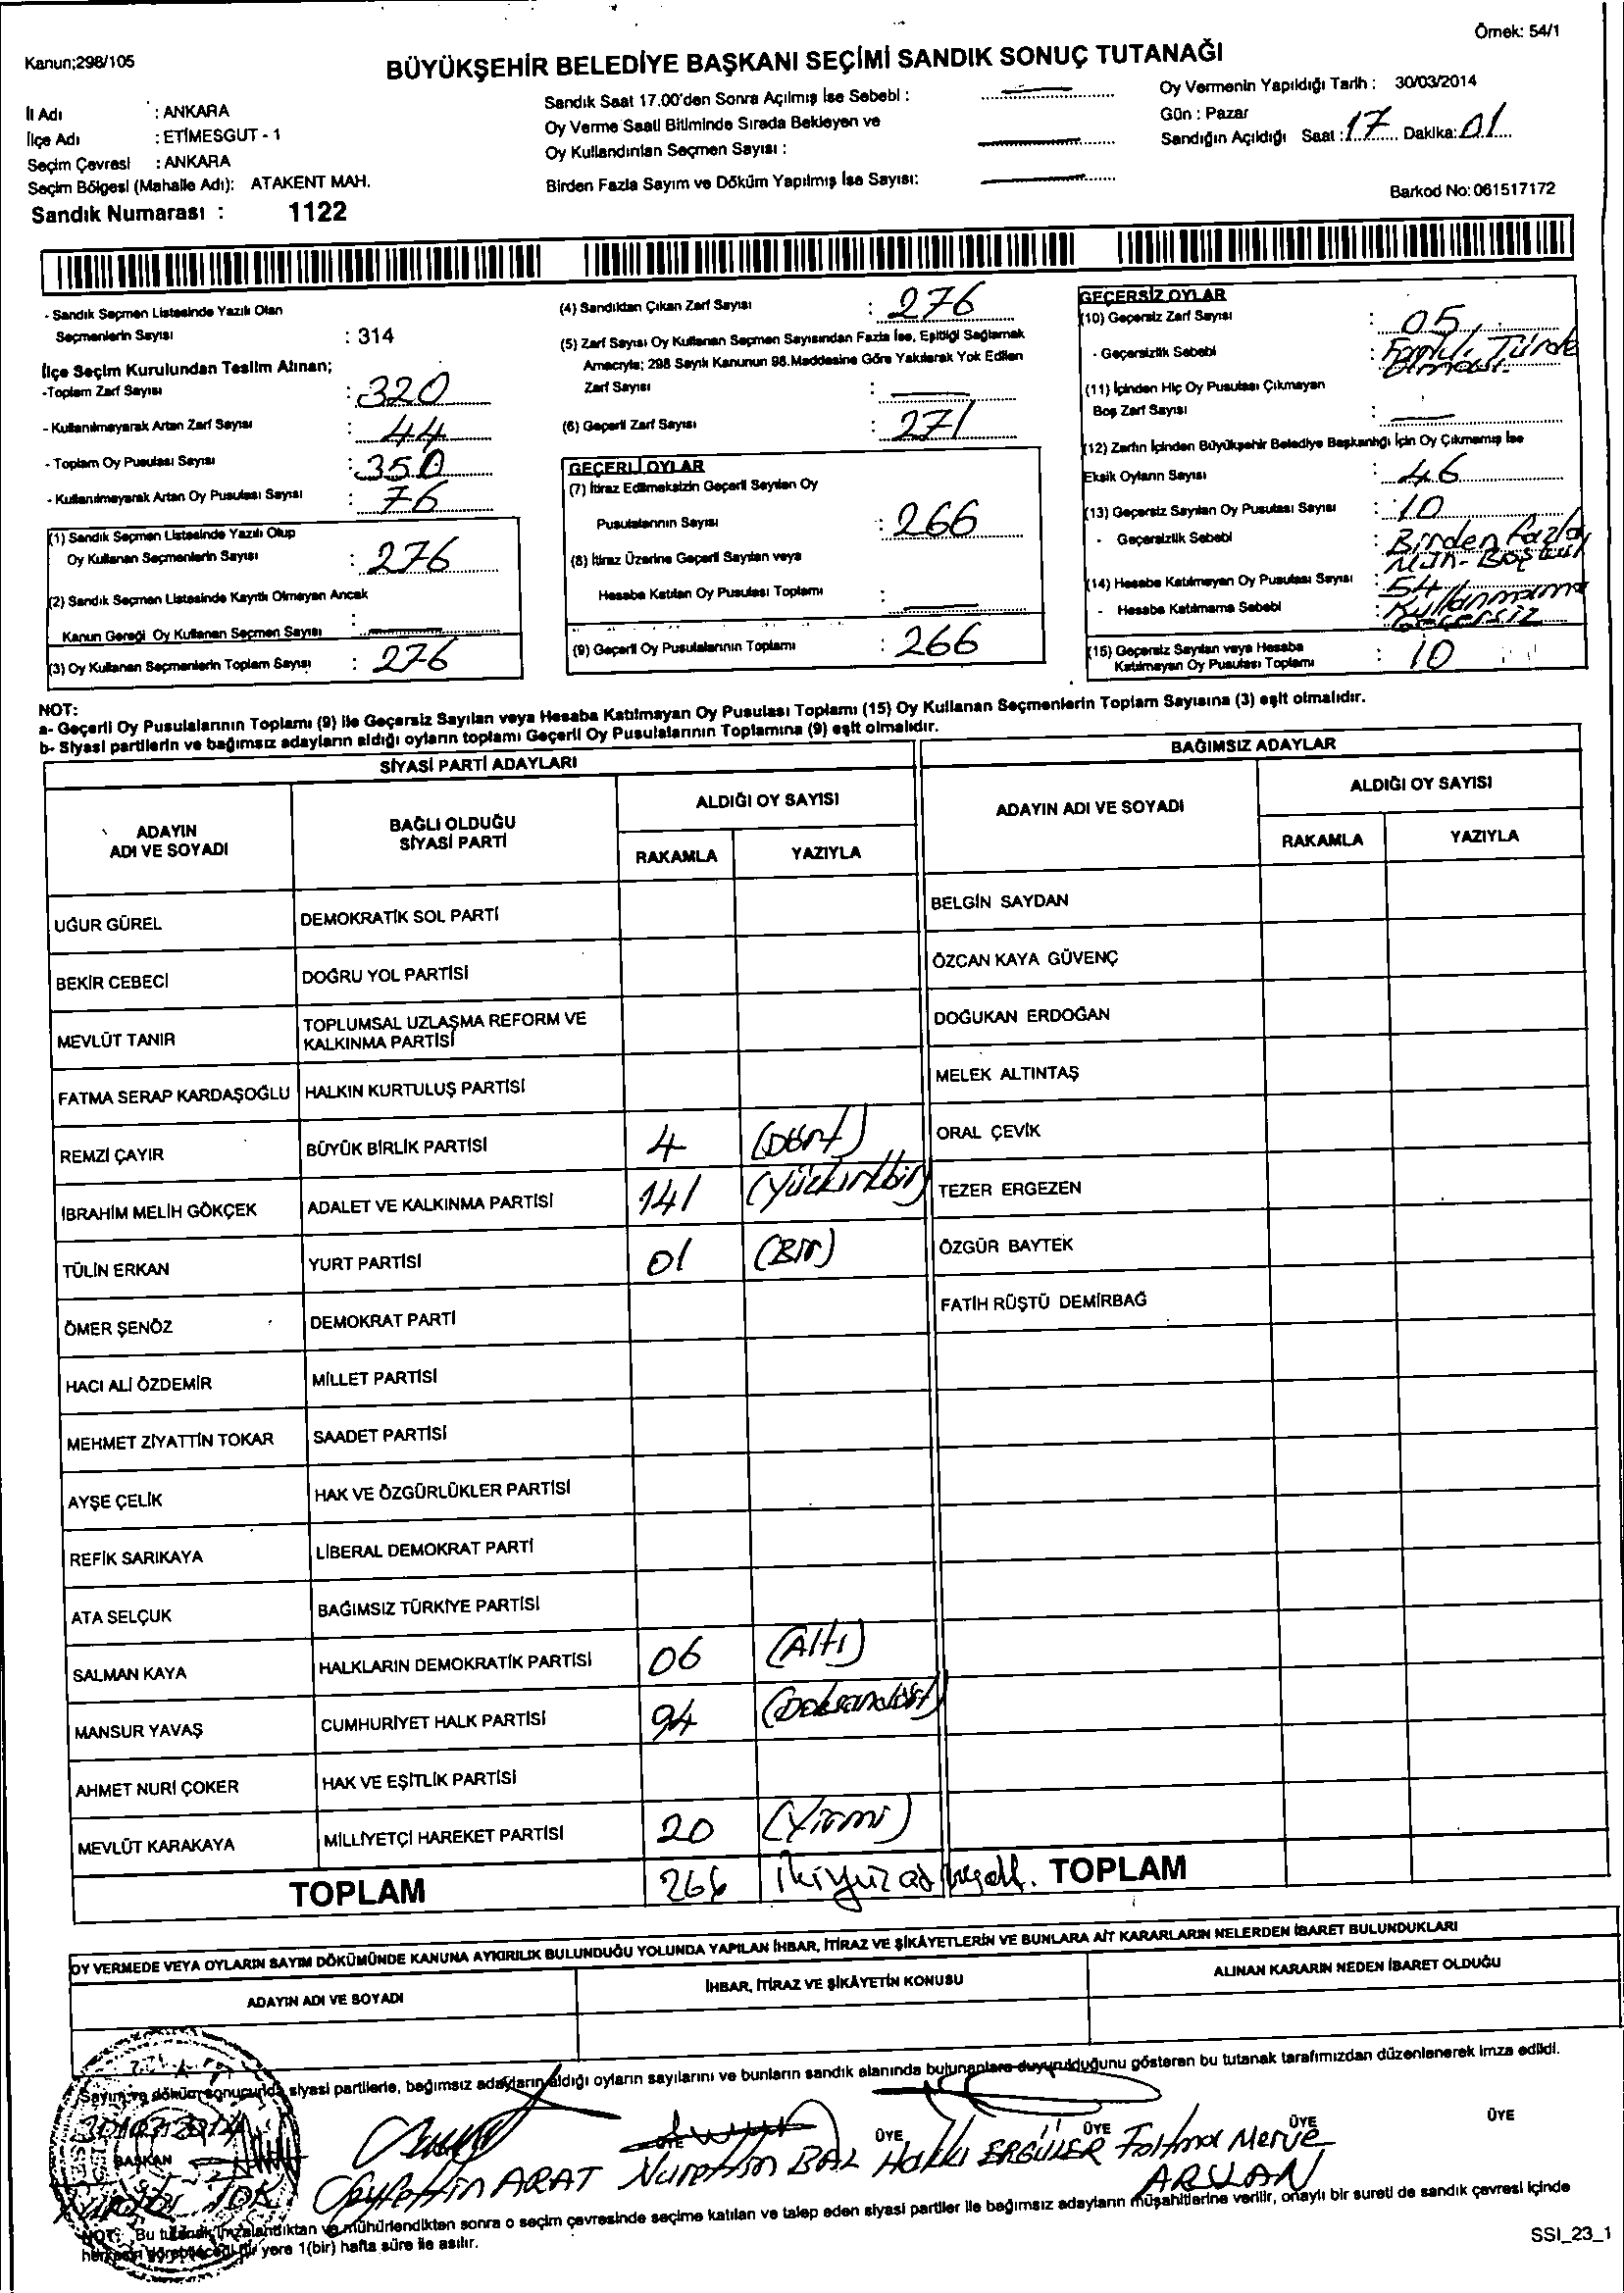 Örnek: 54/1
Kanun;298/105
BÜYÜKŞEHİR BELEDİYE BAŞKANI SEÇİMİ SANDIK SONUÇ TUTANAĞI
İl Adı : ANKARA
İlçe Adı : ETİMESGUT - 1
Seçim Çevresi : ANKARA
Seçim Bölgesi (Mahalle Adı): ATAKENT MAH.
Sandık Numarası : 1122
Sandık Saat 17.00'den Sonra Açılmış İse Sebebi :
Oy Verme Saati Bitiminde Sırada Bekleyen ve
Oy Kullandırılan Seçmen Sayısı :
Birden Fazla Sayım ve Döküm Yapılmış İse Sayısı:
Oy Vermenin Yapıldığı Tarih : 30/03/2014
Gün : Pazar
Sandığın Açıldığı Saat : 17 Dakika: 01
Barkod No: 061517172
- Sandık Seçmen Listesinde Yazılı Olan
Seçmenlerin Sayısı : 314
İlçe Seçim Kurulundan Teslim Alınan;
-Toplam Zarf Sayısı : 320
- Kullanılmayarak Artan Zarf Sayısı : 44
- Toplam Oy Pusulası Sayısı : 350
- Kullanılmayarak Artan Oy Pusulası Sayısı : 76
(1) Sandık Seçmen Listesinde Yazılı Olup
Oy Kullanan Seçmenlerin Sayısı : 276
(2) Sandık Seçmen Listesinde Kayıtlı Olmayan Ancak
Kanun Gereği Oy Kullanan Seçmen Sayısı :
(3) Oy Kullanan Seçmenlerin Toplam Sayısı : 276
(4) Sandıktan Çıkan Zarf Sayısı : 276
(5) Zarf Sayısı Oy Kullanan Seçmen Sayısından Fazla İse, Eşitliği Sağlamak
Amacıyla; 298 Sayılı Kanunun 98.Maddesine Göre Yakılarak Yok Edilen
Zarf Sayısı :
(6) Geçerli Zarf Sayısı : 271
GEÇERLİ OYLAR
(7) İtiraz Edilmeksizin Geçerli Sayılan Oy
Pusulalarının Sayısı : 266
(8) İtiraz Üzerine Geçerli Sayılan veya
Hesaba Katılan Oy Pusulası Toplamı :
(9) Geçerli Oy Pusulalarının Toplamı : 266
GEÇERSİZ OYLAR
(10) Geçersiz Zarf Sayısı : 05
- Geçersizlik Sebebi : Farklı Türde
Olması.
(11) İçinden Hiç Oy Pusulası Çıkmayan
Boş Zarf Sayısı :
(12) Zarfın İçinden Büyükşehir Belediye Başkanlığı İçin Oy Çıkmamış İse
Eksik Oyların Sayısı : 46
(13) Geçersiz Sayılan Oy Pusulası Sayısı : 10
- Geçersizlik Sebebi : Birden fazla
(14) Hesaba Katılmayan Oy Pusulası Sayısı : 54
- Hesaba Katılmama Sebebi : Kullanmama
Geçersiz
(15) Geçersiz Sayılan veya Hesaba
Katılmayan Oy Pusulası Toplamı : 10
NOT:
a- Geçerli Oy Pusulalarının Toplamı (9) ile Geçersiz Sayılan veya Hesaba Katılmayan Oy Pusulası Toplamı (15) Oy Kullanan Seçmenlerin Toplam Sayısına (3) eşit olmalıdır.
b- Siyasi partilerin ve bağımsız adayların aldığı oyların toplamı Geçerli Oy Pusulalarının Toplamına (9) eşit olmalıdır.
SİYASİ PARTİ ADAYLARI BAĞIMSIZ ADAYLAR
ADAYIN
ADI VE SOYADI
BAĞLI OLDUĞU
SİYASİ PARTİ
ALDIĞI OY SAYISI
RAKAMLA YAZIYLA
ADAYIN ADI VE SOYADI
ALDIĞI OY SAYISI
RAKAMLA YAZIYLA
UĞUR GÜREL DEMOKRATİK SOL PARTİ BELGİN SAYDAN
BEKİR CEBECİ DOĞRU YOL PARTİSİ ÖZCAN KAYA GÜVENÇ
MEVLÜT TANIR TOPLUMSAL UZLAŞMA REFORM VE
KALKINMA PARTİSİ DOĞUKAN ERDOĞAN
FATMA SERAP KARDAŞOĞLU HALKIN KURTULUŞ PARTİSİ MELEK ALTINTAŞ
REMZİ ÇAYIR BÜYÜK BİRLİK PARTİSİ 4 (Dört) ORAL ÇEVİK
İBRAHİM MELİH GÖKÇEK ADALET VE KALKINMA PARTİSİ 141 (Yüzkırkbir) TEZER ERGEZEN
TÜLİN ERKAN YURT PARTİSİ 01 (Bir) ÖZGÜR BAYTEK
ÖMER ŞENÖZ DEMOKRAT PARTİ FATİH RÜŞTÜ DEMİRBAĞ
HACI ALİ ÖZDEMİR MİLLET PARTİSİ
MEHMET ZİYATTİN TOKAR SAADET PARTİSİ
AYŞE ÇELİK HAK VE ÖZGÜRLÜKLER PARTİSİ
REFİK SARIKAYA LİBERAL DEMOKRAT PARTİ
ATA SELÇUK BAĞIMSIZ TÜRKİYE PARTİSİ
SALMAN KAYA HALKLARIN DEMOKRATİK PARTİSİ 06 (Altı)
MANSUR YAVAŞ CUMHURİYET HALK PARTİSİ 94 (Doksandört)
AHMET NURİ ÇOKER HAK VE EŞİTLİK PARTİSİ
MEVLÜT KARAKAYA MİLLİYETÇİ HAREKET PARTİSİ 20 (Yirmi)
TOPLAM 266 TOPLAM
OY VERMEDE VEYA OYLARIN SAYIM DÖKÜMÜNDE KANUNA AYKIRILIK BULUNDUĞU YOLUNDA YAPILAN İHBAR, İTİRAZ VE ŞİKÂYETLERİN VE BUNLARA AİT KARARLARIN NELERDEN İBARET BULUNDUKLARI
ADAYIN ADI VE SOYADI İHBAR, İTİRAZ VE ŞİKÂYETİN KONUSU ALINAN KARARIN NEDEN İBARET OLDUĞU
Sayım ve döküm sonucunda siyasi partilerle, bağımsız adayların aldığı oyların sayılarını ve bunların sandık alanında bulunanlara duyurulduğunu gösteren bu tutanak tarafımızdan düzenlenerek imza edildi.
30/03/2014
BAŞKAN ÜYE ÜYE ÜYE ÜYE ÜYE
ARAT Nurettin BAL Hakkı ERGÜLER Fatma Merve
ARSLAN
NOT: Bu tutanak imzalandıktan ve mühürlendikten sonra o seçim çevresinde seçime katılan ve talep eden siyasi partiler ile bağımsız adayların müşahitlerine verilir, onaylı bir sureti de sandık çevresi içinde
herkesin görebileceği bir yere 1(bir) hafta süre ile asılır.
SSI_23_1